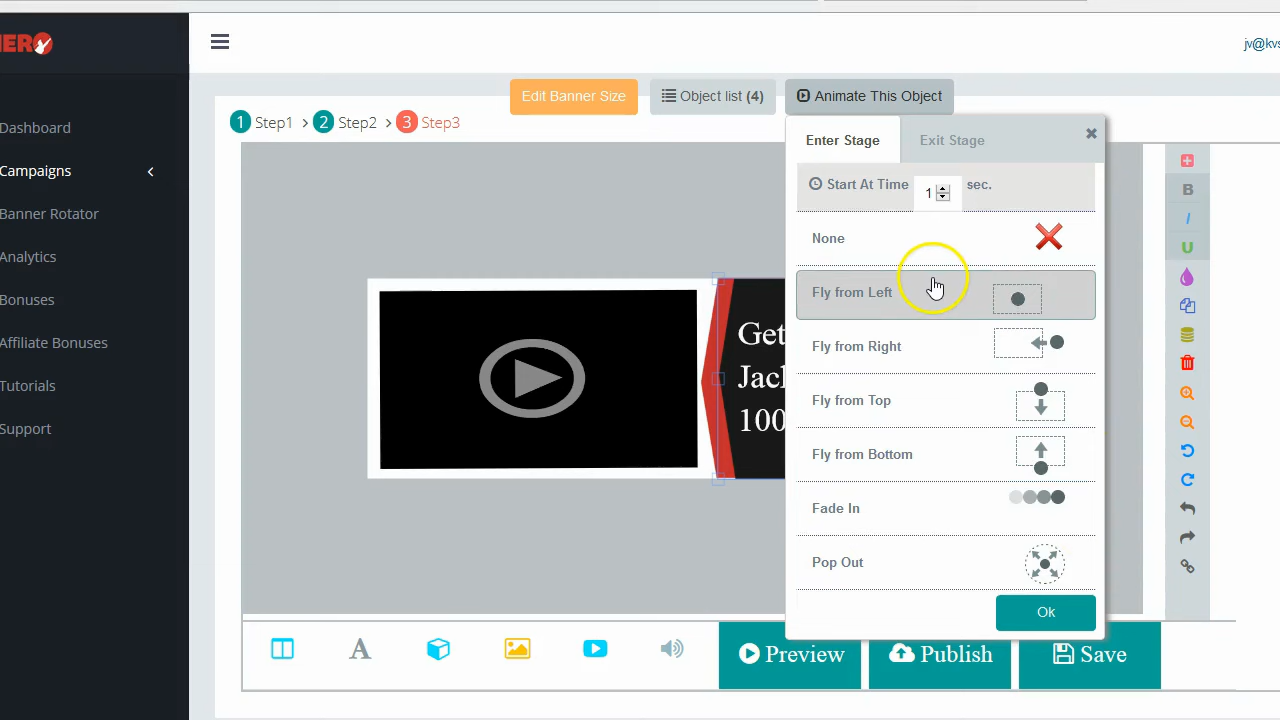 HERO
jv@kvs
Edit Banner Size
Object list (4)
Animate This Object
1 Step1 > 2 Step2 > 3 Step3
Dashboard
Campaigns
Banner Rotator
Analytics
Bonuses
Affiliate Bonuses
Tutorials
Support
Enter Stage
Exit Stage
Start At Time 1 sec.
None
Fly from Left
Fly from Right
Fly from Top
Fly from Bottom
Fade In
Pop Out
Ok
Get
Jack
100
B
I
U
A
Preview
Publish
Save